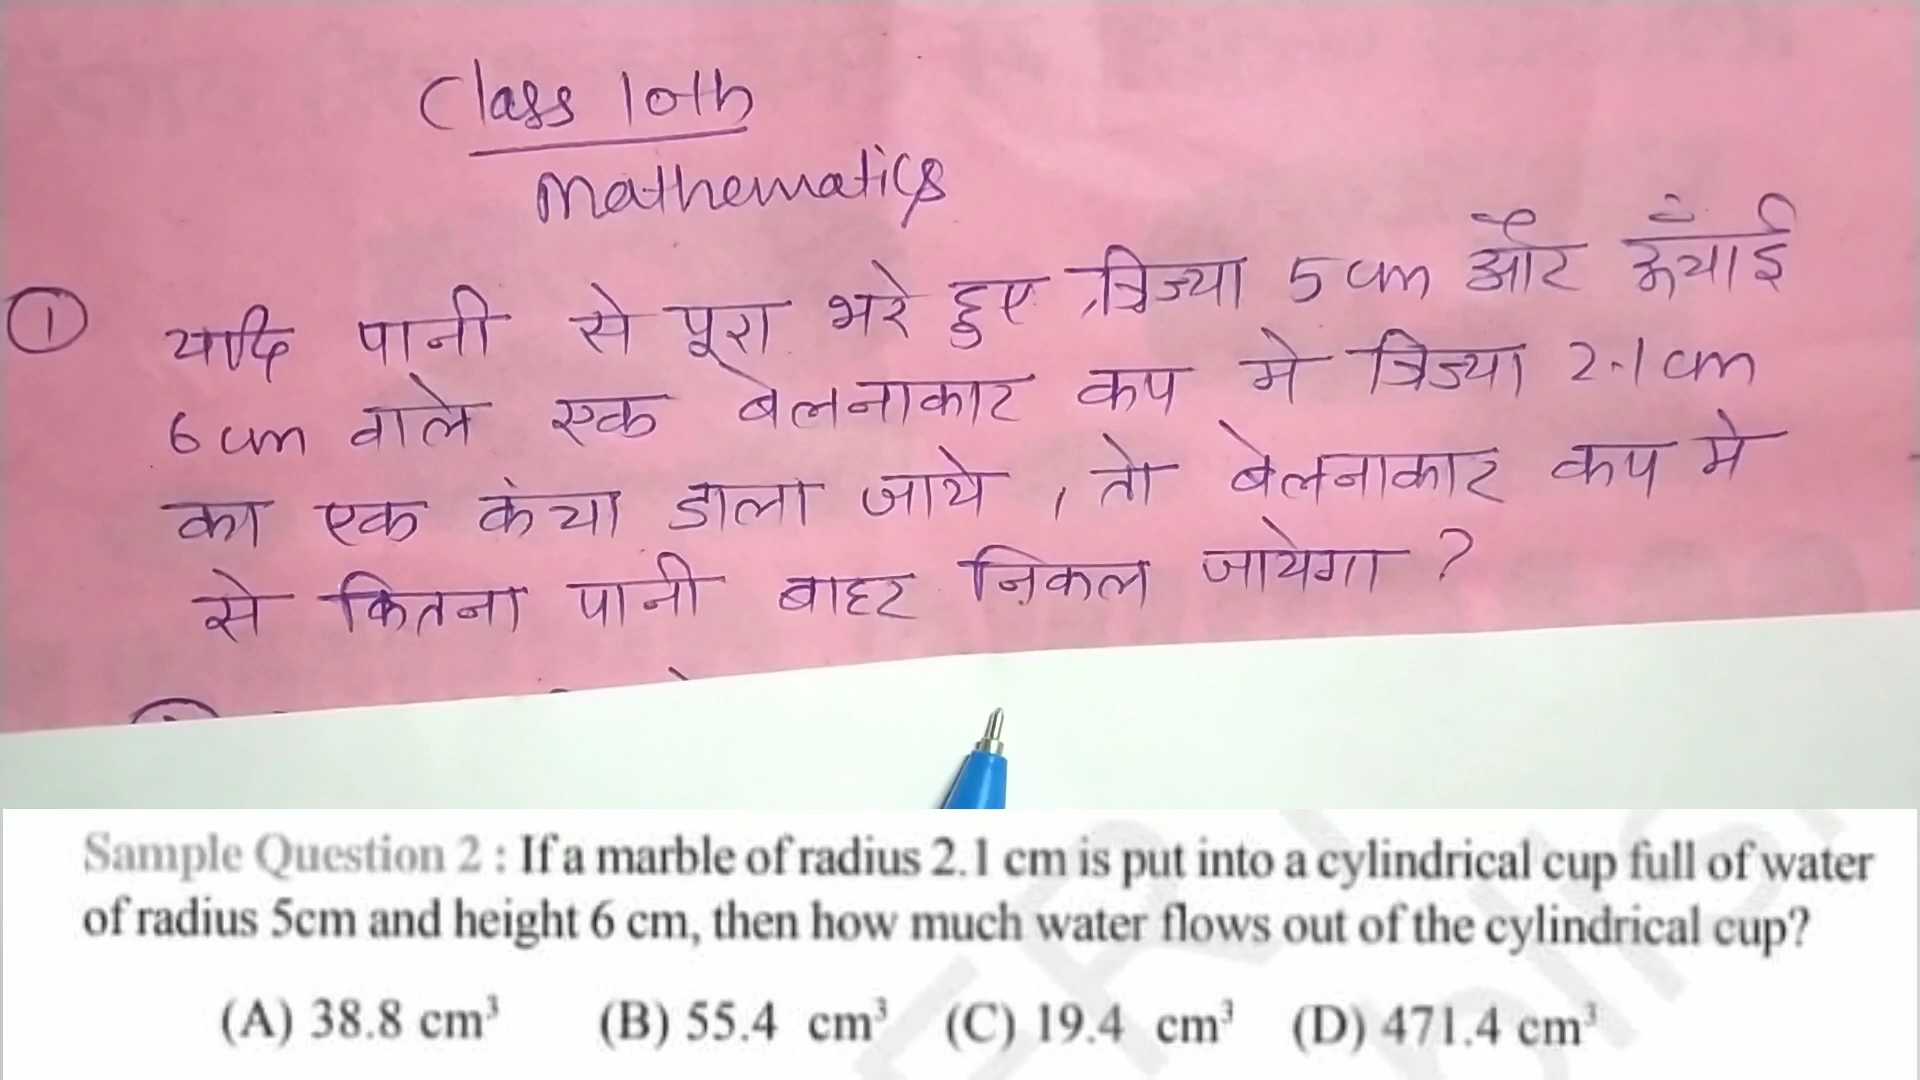 Class 10th
Mathematics
① यदि पानी से पूरा भरे हुए, त्रिज्या 5 cm और ऊँचाई
6 cm वाले एक बेलनाकार कप मे त्रिज्या 2.1 cm
का एक कंचा डाला जाये, तो बेलनाकार कप मे
से कितना पानी बाहर निकल जायेगा ?
Sample Question 2 : If a marble of radius 2.1 cm is put into a cylindrical cup full of water
of radius 5cm and height 6 cm, then how much water flows out of the cylindrical cup?
(A) 38.8 cm³ (B) 55.4 cm³ (C) 19.4 cm³ (D) 471.4 cm³